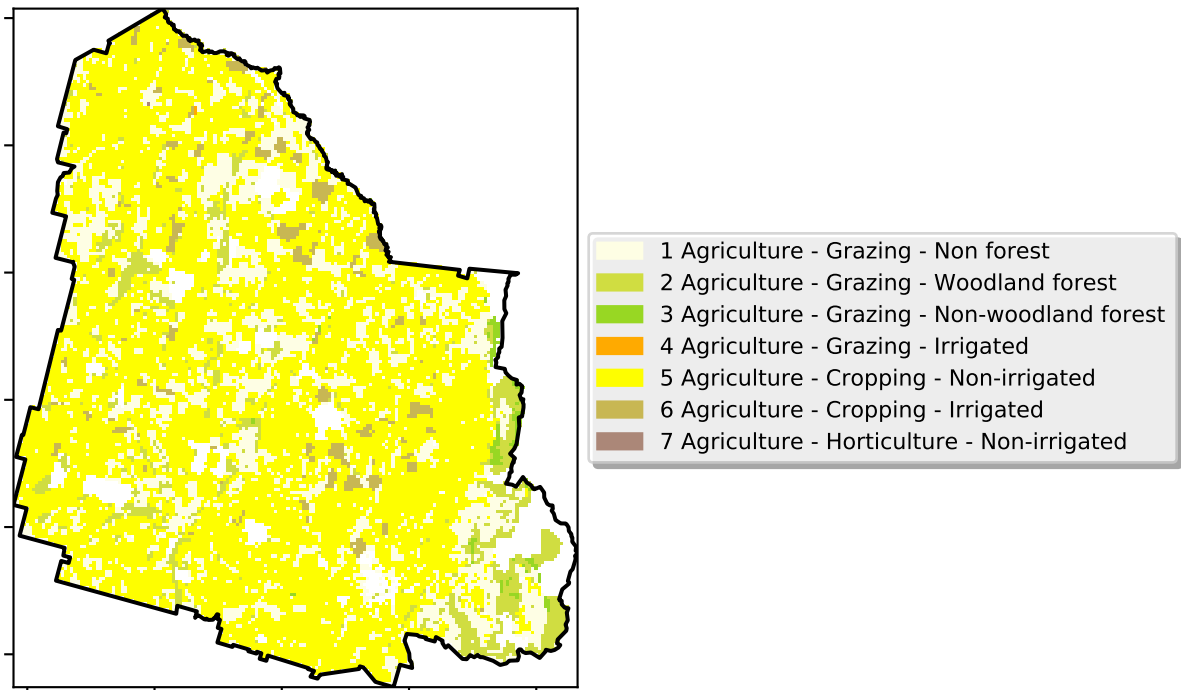 1 Agriculture - Grazing - Non forest
2 Agriculture - Grazing - Woodland forest
3 Agriculture - Grazing - Non-woodland forest
4 Agriculture - Grazing - Irrigated
5 Agriculture - Cropping - Non-irrigated
6 Agriculture - Cropping - Irrigated
7 Agriculture - Horticulture - Non-irrigated